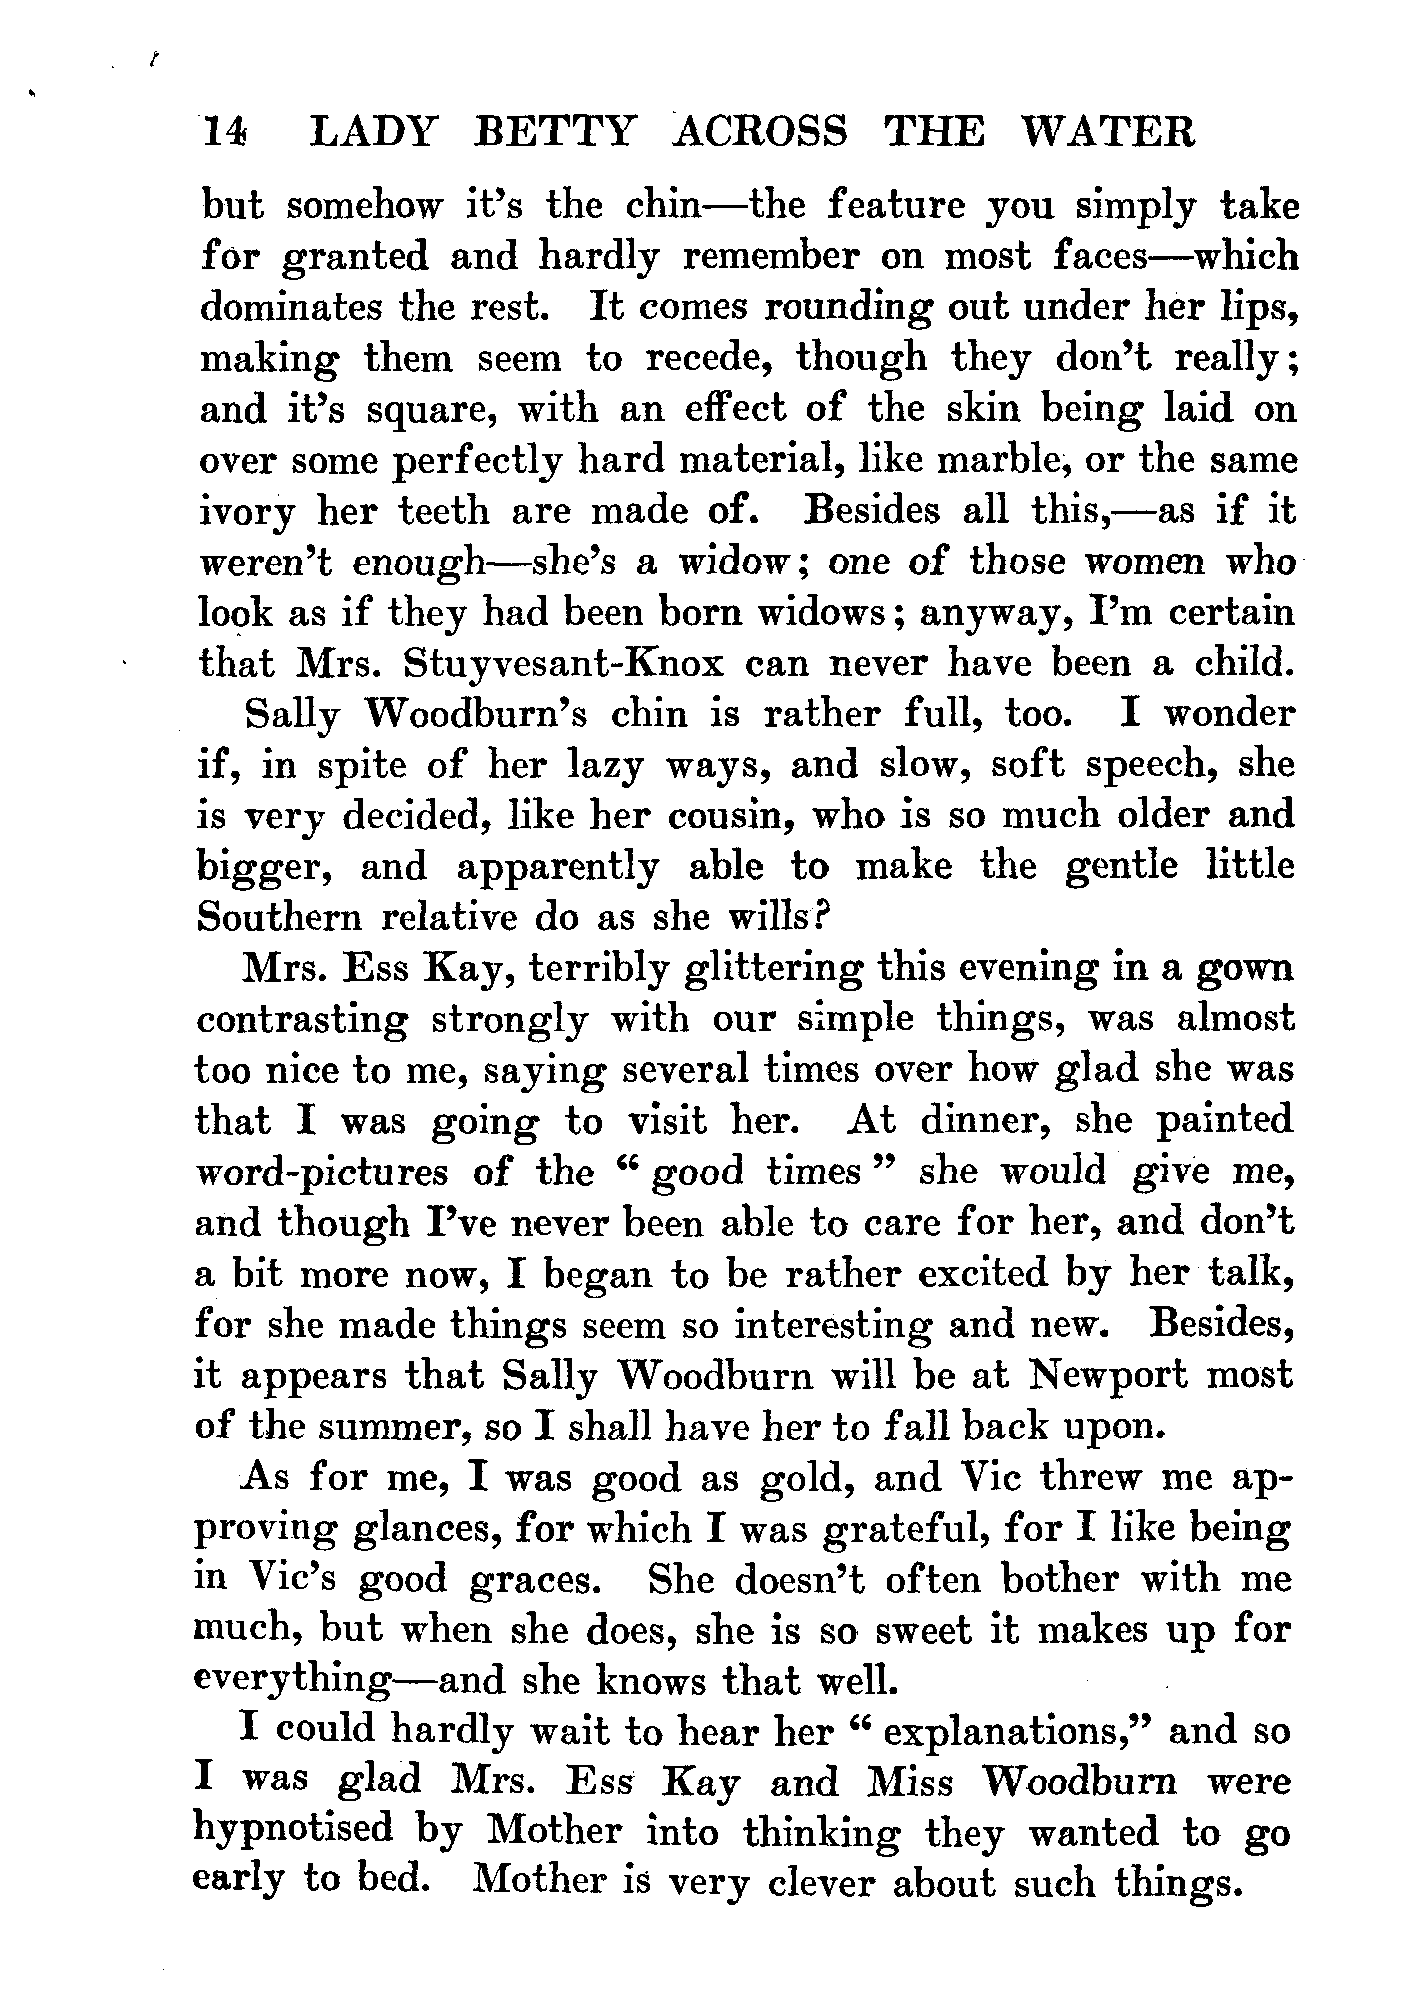 14 LADY BETTY ACROSS THE WATER
but somehow it's the chin—the feature you simply take
for granted and hardly remember on most faces—which
dominates the rest. It comes rounding out under her lips,
making them seem to recede, though they don't really;
and it's square, with an effect of the skin being laid on
over some perfectly hard material, like marble, or the same
ivory her teeth are made of. Besides all this,—as if it
weren't enough—she's a widow; one of those women who
look as if they had been born widows; anyway, I'm certain
that Mrs. Stuyvesant-Knox can never have been a child.
Sally Woodburn's chin is rather full, too. I wonder
if, in spite of her lazy ways, and slow, soft speech, she
is very decided, like her cousin, who is so much older and
bigger, and apparently able to make the gentle little
Southern relative do as she wills?
Mrs. Ess Kay, terribly glittering this evening in a gown
contrasting strongly with our simple things, was almost
too nice to me, saying several times over how glad she was
that I was going to visit her. At dinner, she painted
word-pictures of the " good times " she would give me,
and though I've never been able to care for her, and don't
a bit more now, I began to be rather excited by her talk,
for she made things seem so interesting and new. Besides,
it appears that Sally Woodburn will be at Newport most
of the summer, so I shall have her to fall back upon.
As for me, I was good as gold, and Vic threw me ap-
proving glances, for which I was grateful, for I like being
in Vic's good graces. She doesn't often bother with me
much, but when she does, she is so sweet it makes up for
everything—and she knows that well.
I could hardly wait to hear her " explanations," and so
I was glad Mrs. Ess Kay and Miss Woodburn were
hypnotised by Mother into thinking they wanted to go
early to bed. Mother is very clever about such things.